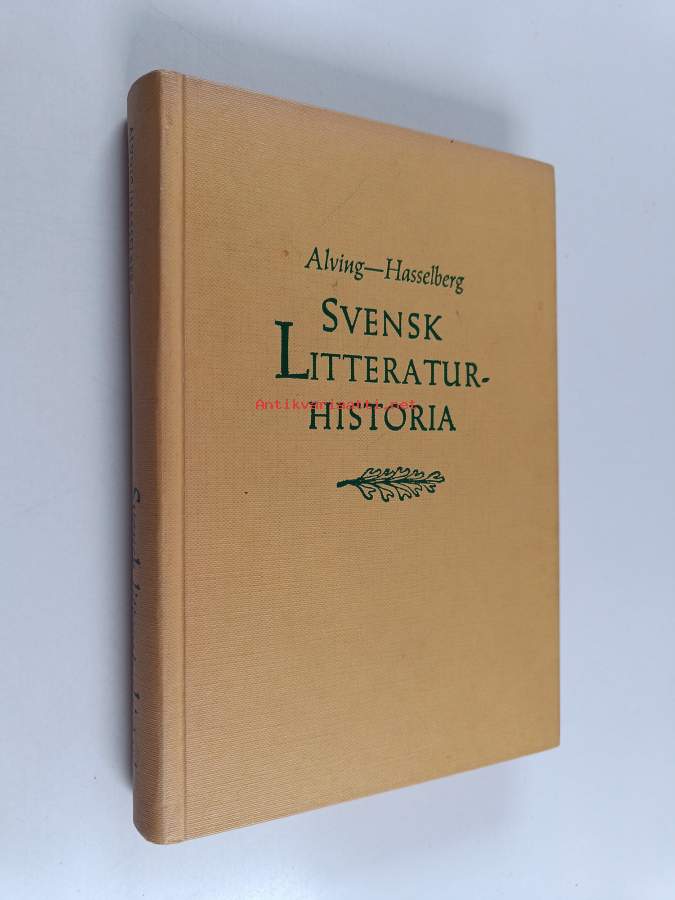 Alving—Hasselberg
SVENSK
LITTERATUR-
Antikvariaatti.net
HISTORIA